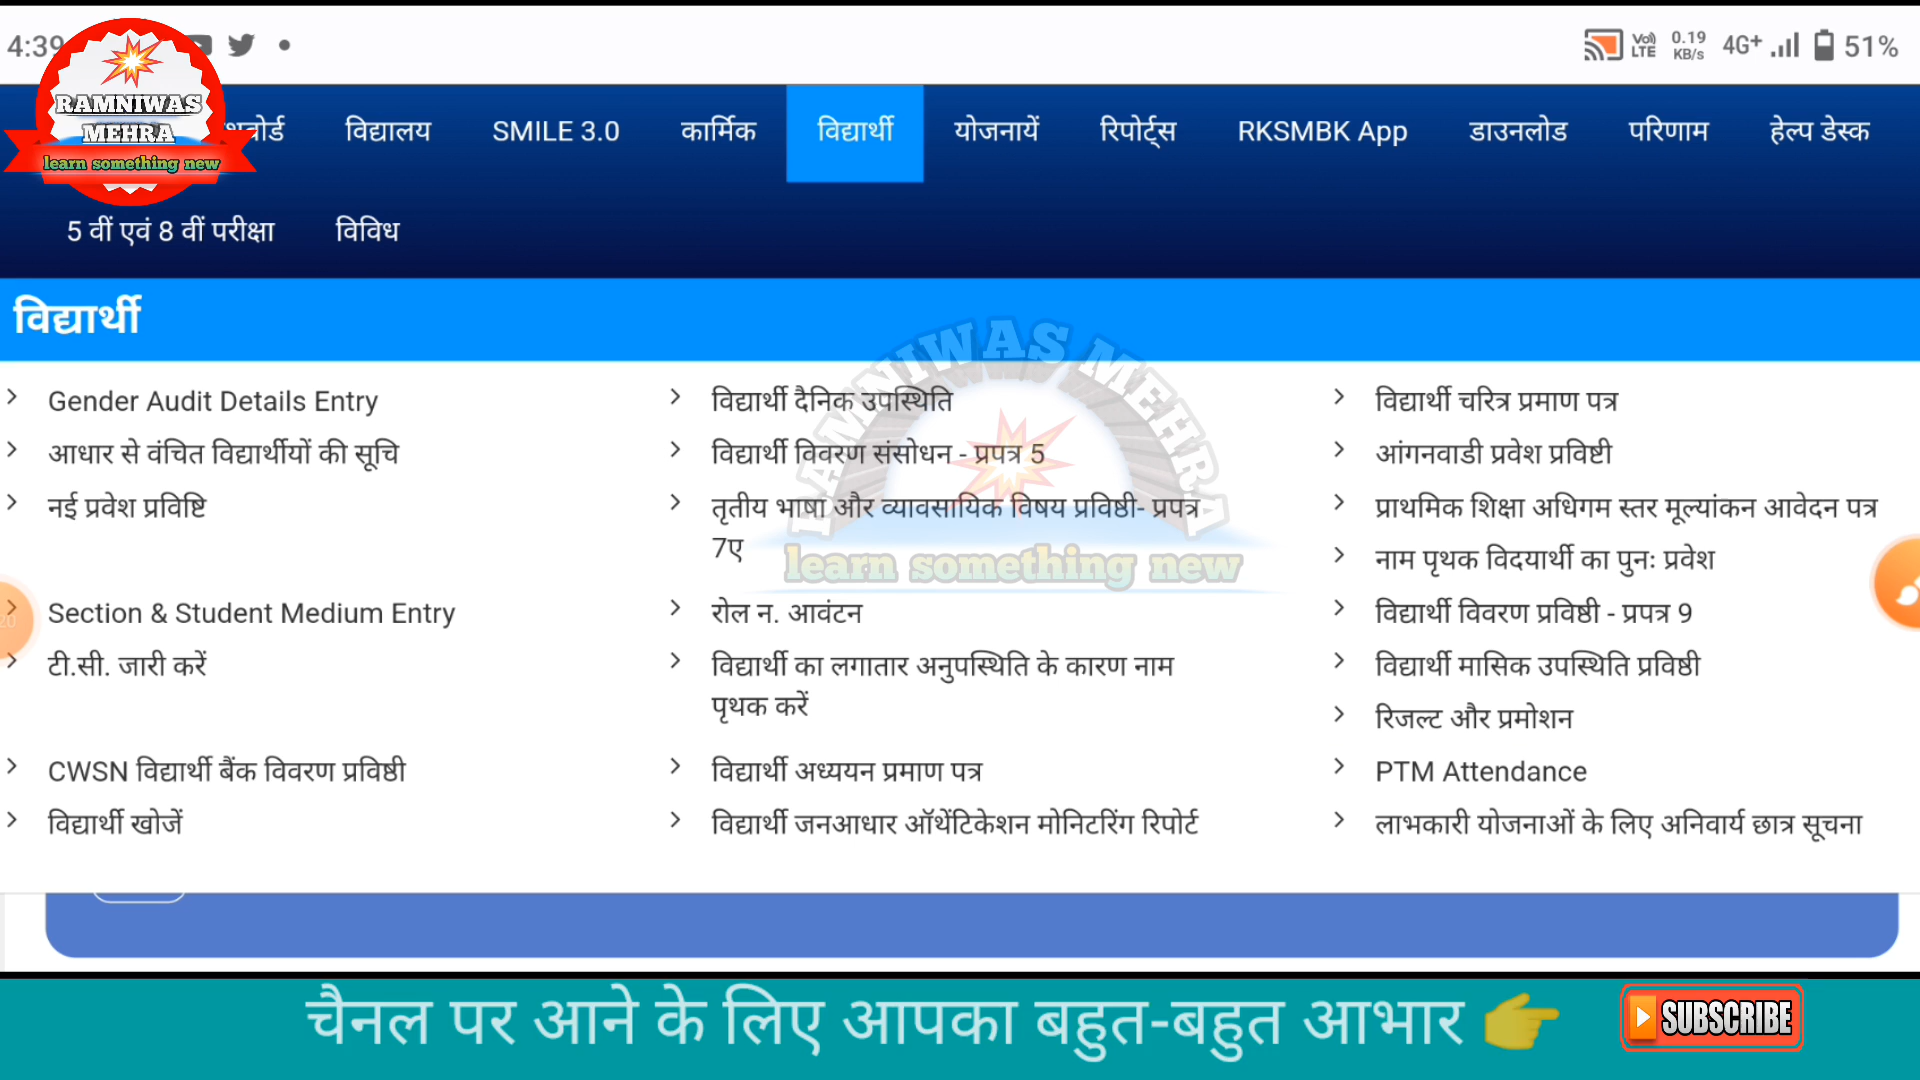 4:39
VoD LTE 0.19 KB/s 4G+ 51%
RAMNIWAS
MEHRA
learn something new
विद्यालय SMILE 3.0 कार्मिक विद्यार्थी योजनायें रिपोर्ट्स RKSMBK App डाउनलोड परिणाम हेल्प डेस्क
5 वीं एवं 8 वीं परीक्षा विविध
विद्यार्थी
RAMNIWAS MEHRA
learn something new
Gender Audit Details Entry
आधार से वंचित विद्यार्थीयों की सूचि
नई प्रवेश प्रविष्टि
Section & Student Medium Entry
टी.सी. जारी करें
CWSN विद्यार्थी बैंक विवरण प्रविष्ठी
विद्यार्थी खोजें
विद्यार्थी दैनिक उपस्थिति
विद्यार्थी विवरण संसोधन - प्रपत्र 5
तृतीय भाषा और व्यावसायिक विषय प्रविष्ठी- प्रपत्र
7ए
रोल न. आवंटन
विद्यार्थी का लगातार अनुपस्थिति के कारण नाम
पृथक करें
विद्यार्थी अध्ययन प्रमाण पत्र
विद्यार्थी जनआधार ऑथेंटिकेशन मोनिटरिंग रिपोर्ट
विद्यार्थी चरित्र प्रमाण पत्र
आंगनवाडी प्रवेश प्रविष्टी
प्राथमिक शिक्षा अधिगम स्तर मूल्यांकन आवेदन पत्र
नाम पृथक विदयार्थी का पुनः प्रवेश
विद्यार्थी विवरण प्रविष्ठी - प्रपत्र 9
विद्यार्थी मासिक उपस्थिति प्रविष्ठी
रिजल्ट और प्रमोशन
PTM Attendance
लाभकारी योजनाओं के लिए अनिवार्य छात्र सूचना
चैनल पर आने के लिए आपका बहुत-बहुत आभार
SUBSCRIBE